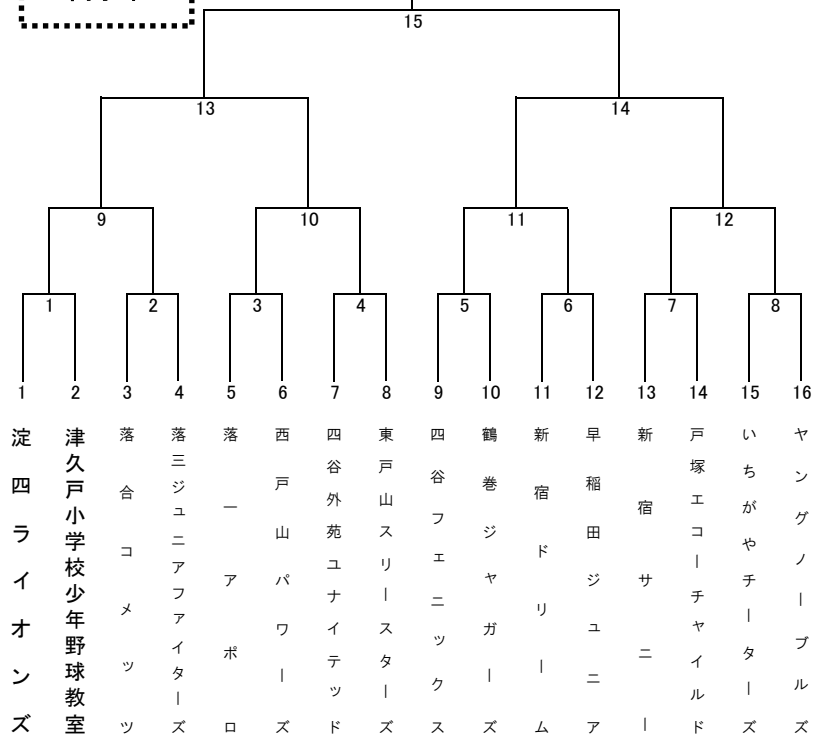 15
13
14
9
10
11
12
1
2
3
4
5
6
7
8
1
2
3
4
5
6
7
8
9
10
11
12
13
14
15
16
淀四ライオンズ
津久戸小学校少年野球教室
落合コメッツ
落三ジュニアファイターズ
落一アポロ
西戸山パワーズ
四谷外苑ユナイテッド
東戸山スリースターズ
四谷フェニックス
鶴巻ジャガーズ
新宿ドリーム
早稲田ジュニア
新宿サニー
戸塚エコーチャイルド
いちがやチーターズ
ヤングノーブルズ